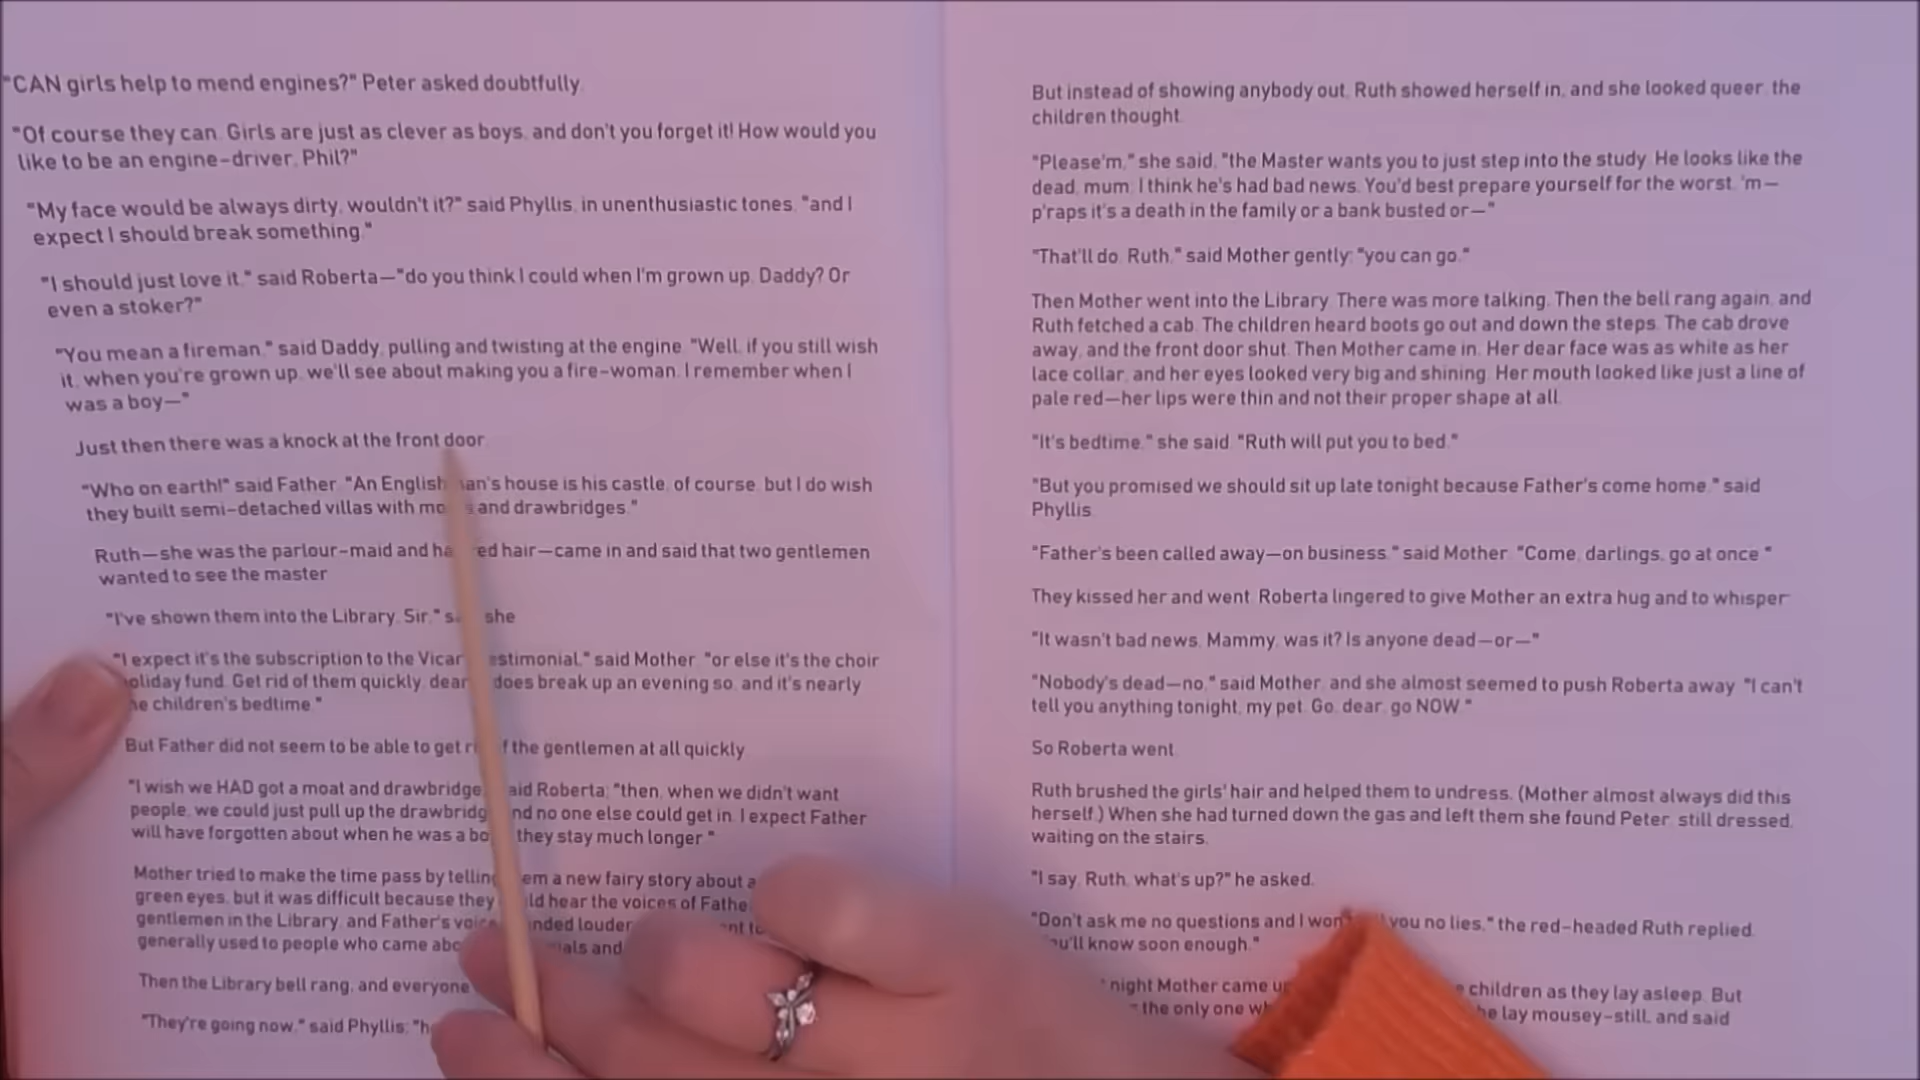 "CAN girls help to mend engines?" Peter asked doubtfully.
"Of course they can. Girls are just as clever as boys, and don't you forget it! How would you
like to be an engine-driver, Phil?"
"My face would be always dirty, wouldn't it?" said Phyllis, in unenthusiastic tones, "and I
expect I should break something."
"I should just love it," said Roberta—"do you think I could when I'm grown up, Daddy? Or
even a stoker?"
"You mean a fireman," said Daddy, pulling and twisting at the engine. "Well, if you still wish
it, when you're grown up, we'll see about making you a fire-woman. I remember when I
was a boy—"
Just then there was a knock at the front door.
"Who on earth!" said Father. "An English house is his castle, of course, but I do wish
they built semi-detached villas with and drawbridges."
Ruth—she was the parlour-maid and hair—came in and said that two gentlemen
wanted to see the master.
"I've shown them into the Library, Sir," she
"I expect it's the subscription to the said Mother, "or else it's the choir
fund. Get rid of them quickly, dear does break up an evening so, and it's nearly
children's bedtime."
But Father did not seem to be able to get the gentlemen at all quickly.
"I wish we HAD got a moat and drawbridge, Roberta; "then, when we didn't want
people, we could just pull up the no one else could get in. I expect Father
will have forgotten about when he was a they stay much longer."
Mother tried to make the time pass by a new fairy story about a
green eyes, but it was difficult because they hear the voices of
gentlemen in the Library, and Father's louder
generally used to people who came and
Then the Library bell rang, and everyone
"They're going now," said Phyllis;
But instead of showing anybody out, Ruth showed herself in, and she looked queer, the
children thought.
"Please'm," she said, "the Master wants you to just step into the study. He looks like the
dead, mum; I think he's had bad news. You'd best prepare yourself for the worst, 'm—
p'raps it's a death in the family or a bank busted or—"
"That'll do, Ruth," said Mother gently; "you can go."
Then Mother went into the Library. There was more talking. Then the bell rang again, and
Ruth fetched a cab. The children heard boots go out and down the steps. The cab drove
away, and the front door shut. Then Mother came in. Her dear face was as white as her
lace collar, and her eyes looked very big and shining. Her mouth looked like just a line of
pale red—her lips were thin and not their proper shape at all.
"It's bedtime," she said. "Ruth will put you to bed."
"But you promised we should sit up late tonight because Father's come home," said
Phyllis.
"Father's been called away—on business," said Mother. "Come, darlings, go at once."
They kissed her and went. Roberta lingered to give Mother an extra hug and to whisper:
"It wasn't bad news, Mammy, was it? Is anyone dead—or—"
"Nobody's dead—no," said Mother, and she almost seemed to push Roberta away. "I can't
tell you anything tonight, my pet. Go, dear, go NOW."
So Roberta went.
Ruth brushed the girls' hair and helped them to undress. (Mother almost always did this
herself.) When she had turned down the gas and left them she found Peter, still dressed,
waiting on the stairs.
"I say, Ruth, what's up?" he asked.
"Don't ask me no questions and I you no lies," the red-headed Ruth replied.
know soon enough."
night Mother came children as they lay asleep. But
the only one lay mousey-still, and said